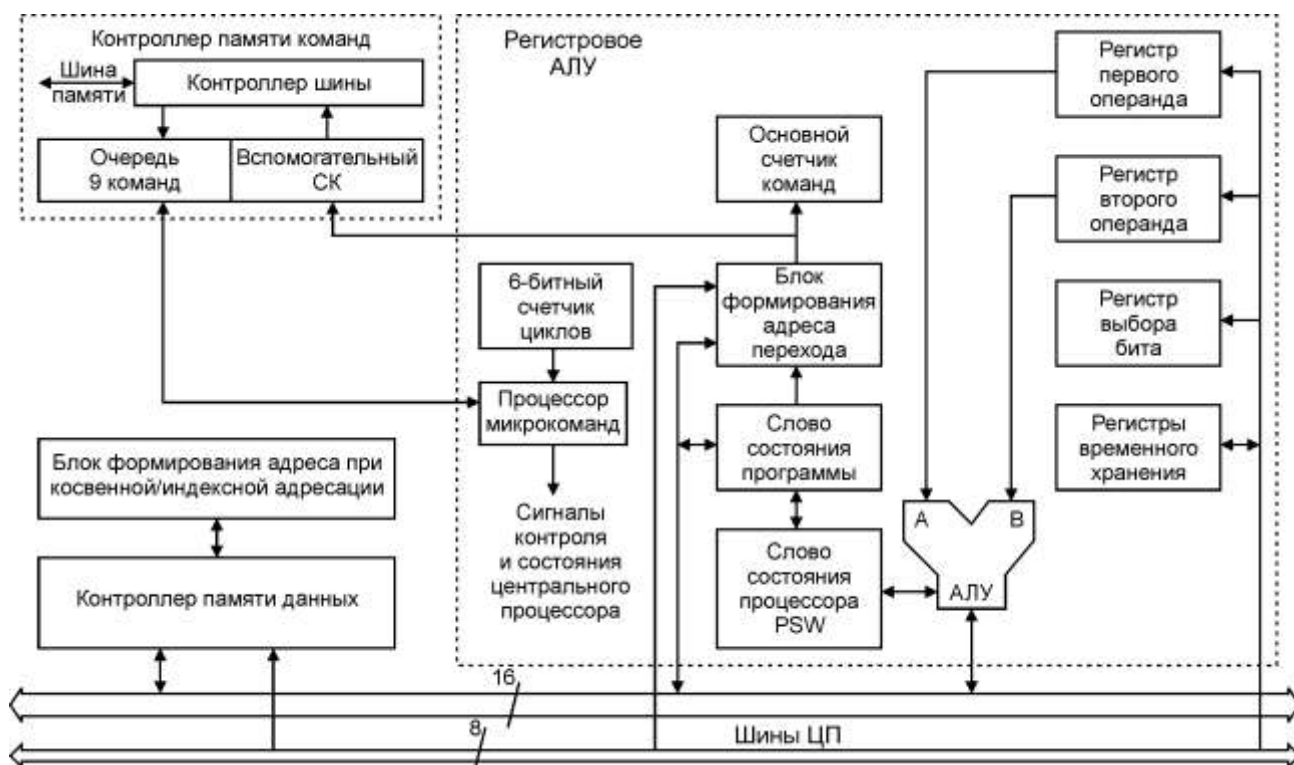 Контроллер памяти команд
Шина
памяти
Контроллер шины
Очередь
9 команд
Вспомогательный
СК
Регистровое
АЛУ
Основной
счетчик
команд
Регистр
первого
операнда
Регистр
второго
операнда
6-битный
счетчик
циклов
Блок
формирования
адреса
перехода
Регистр
выбора
бита
Процессор
микрокоманд
Слово
состояния
программы
Регистры
временного
хранения
Блок формирования адреса при
косвенной/индексной адресации
Сигналы
контроля
и состояния
центрального
процессора
Слово
состояния
процессора
PSW
A
B
АЛУ
Контроллер памяти данных
16
8
Шины ЦП